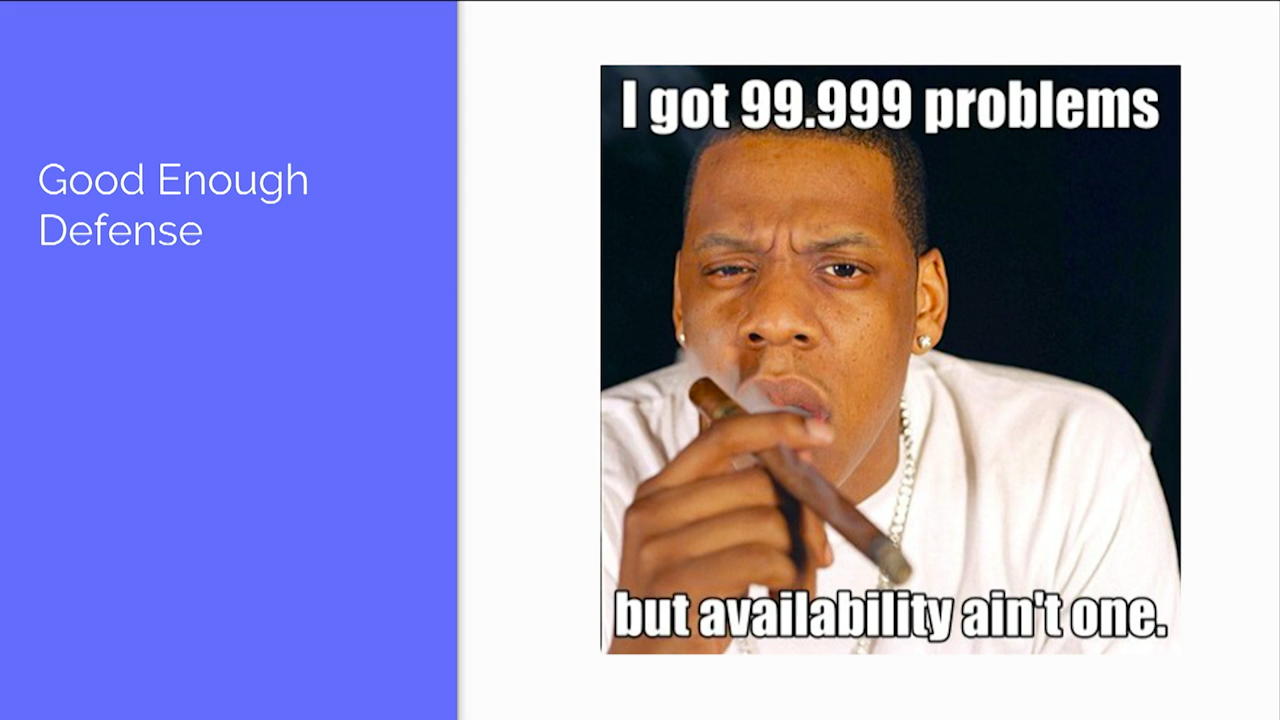 Good Enough
Defense
I got 99.999 problems
but availability ain't one.